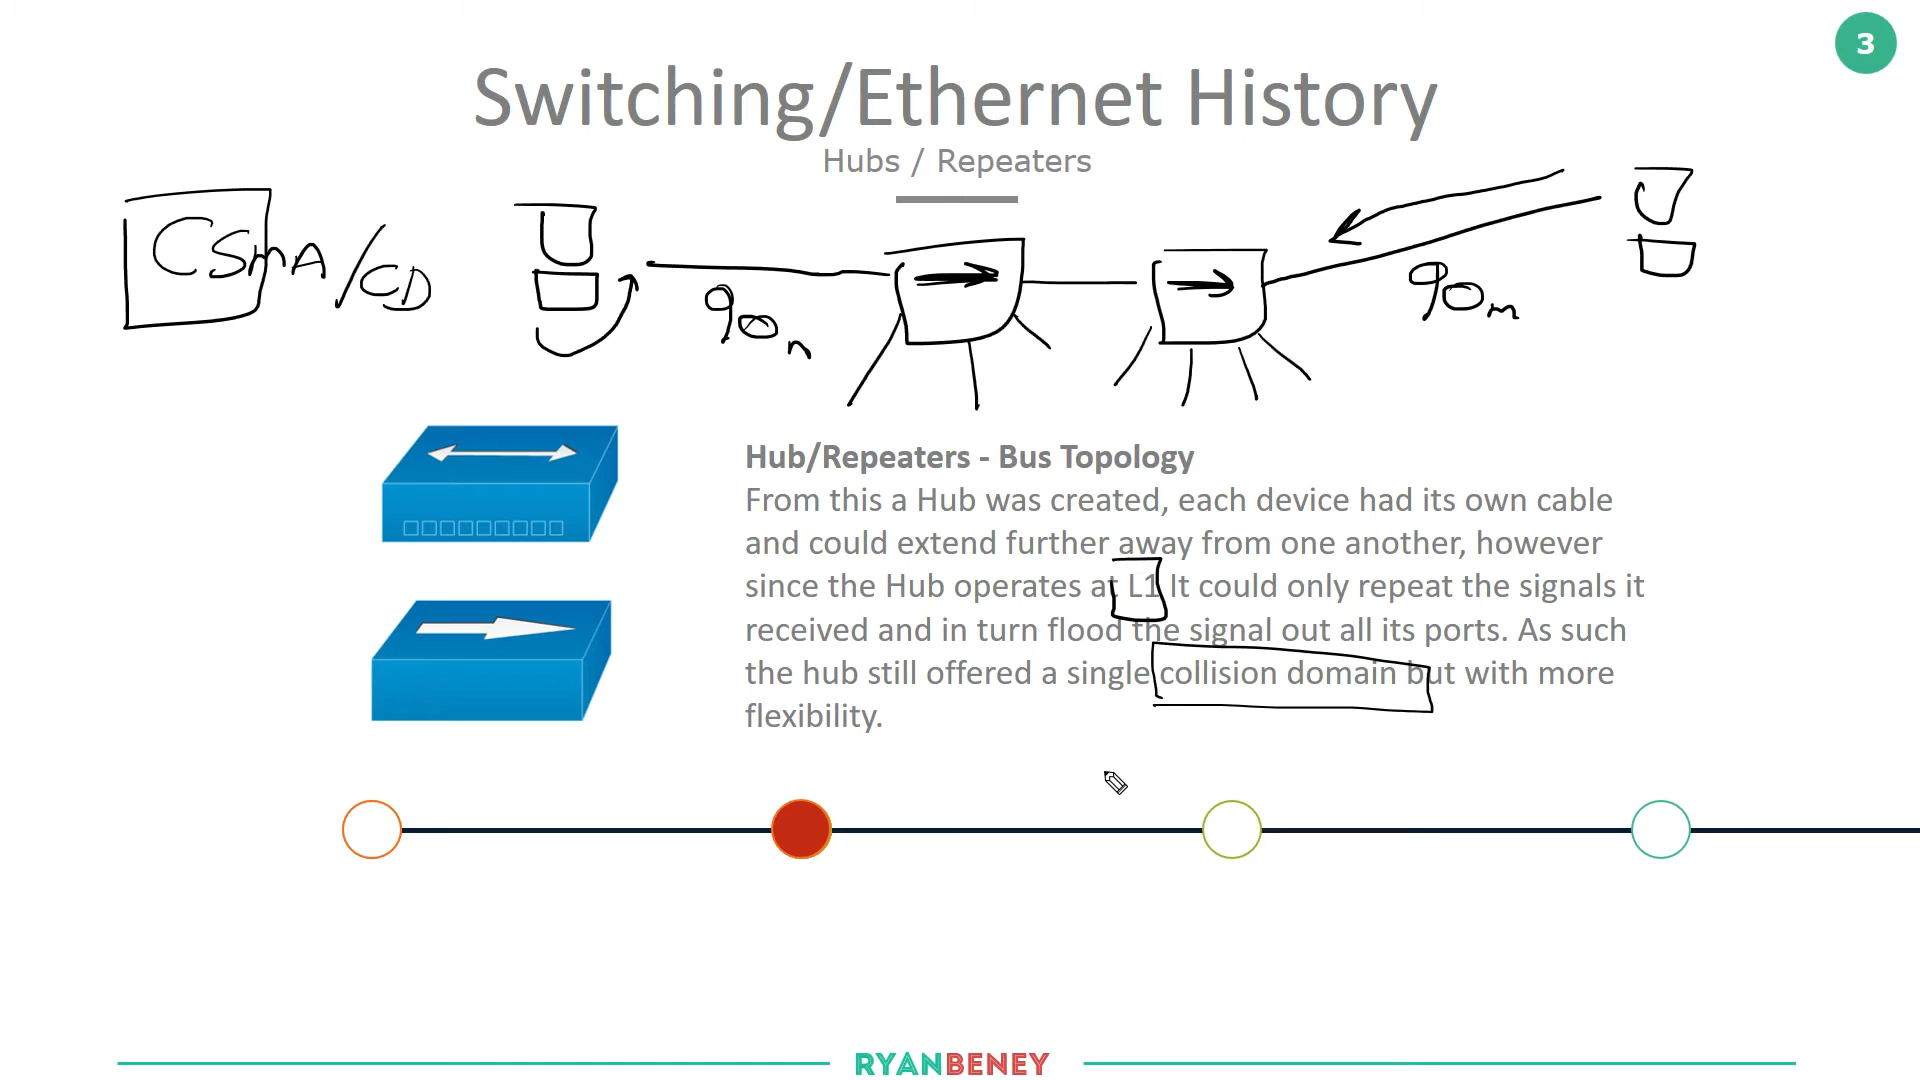 3
Switching/Ethernet History
Hubs / Repeaters
CSMA/CD
90m
90m
Hub/Repeaters - Bus Topology
From this a Hub was created, each device had its own cable
and could extend further away from one another, however
since the Hub operates at L1 It could only repeat the signals it
received and in turn flood the signal out all its ports. As such
the hub still offered a single collision domain but with more
flexibility.
RYANBENEY